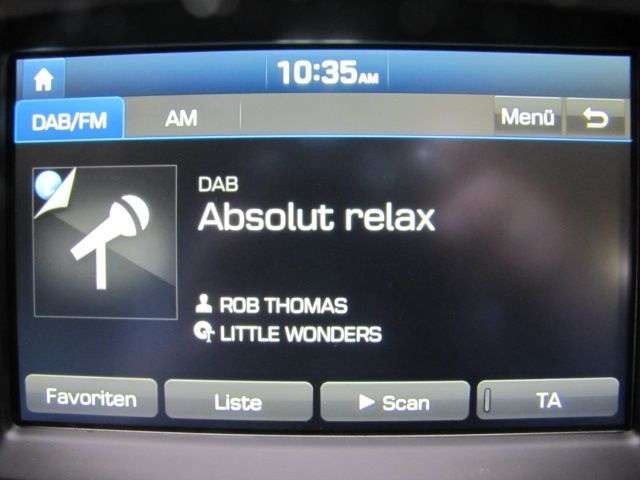 10:35AM
DAB/FM AM Menü
DAB
Absolut relax
ROB THOMAS
LITTLE WONDERS
Favoriten Liste Scan TA